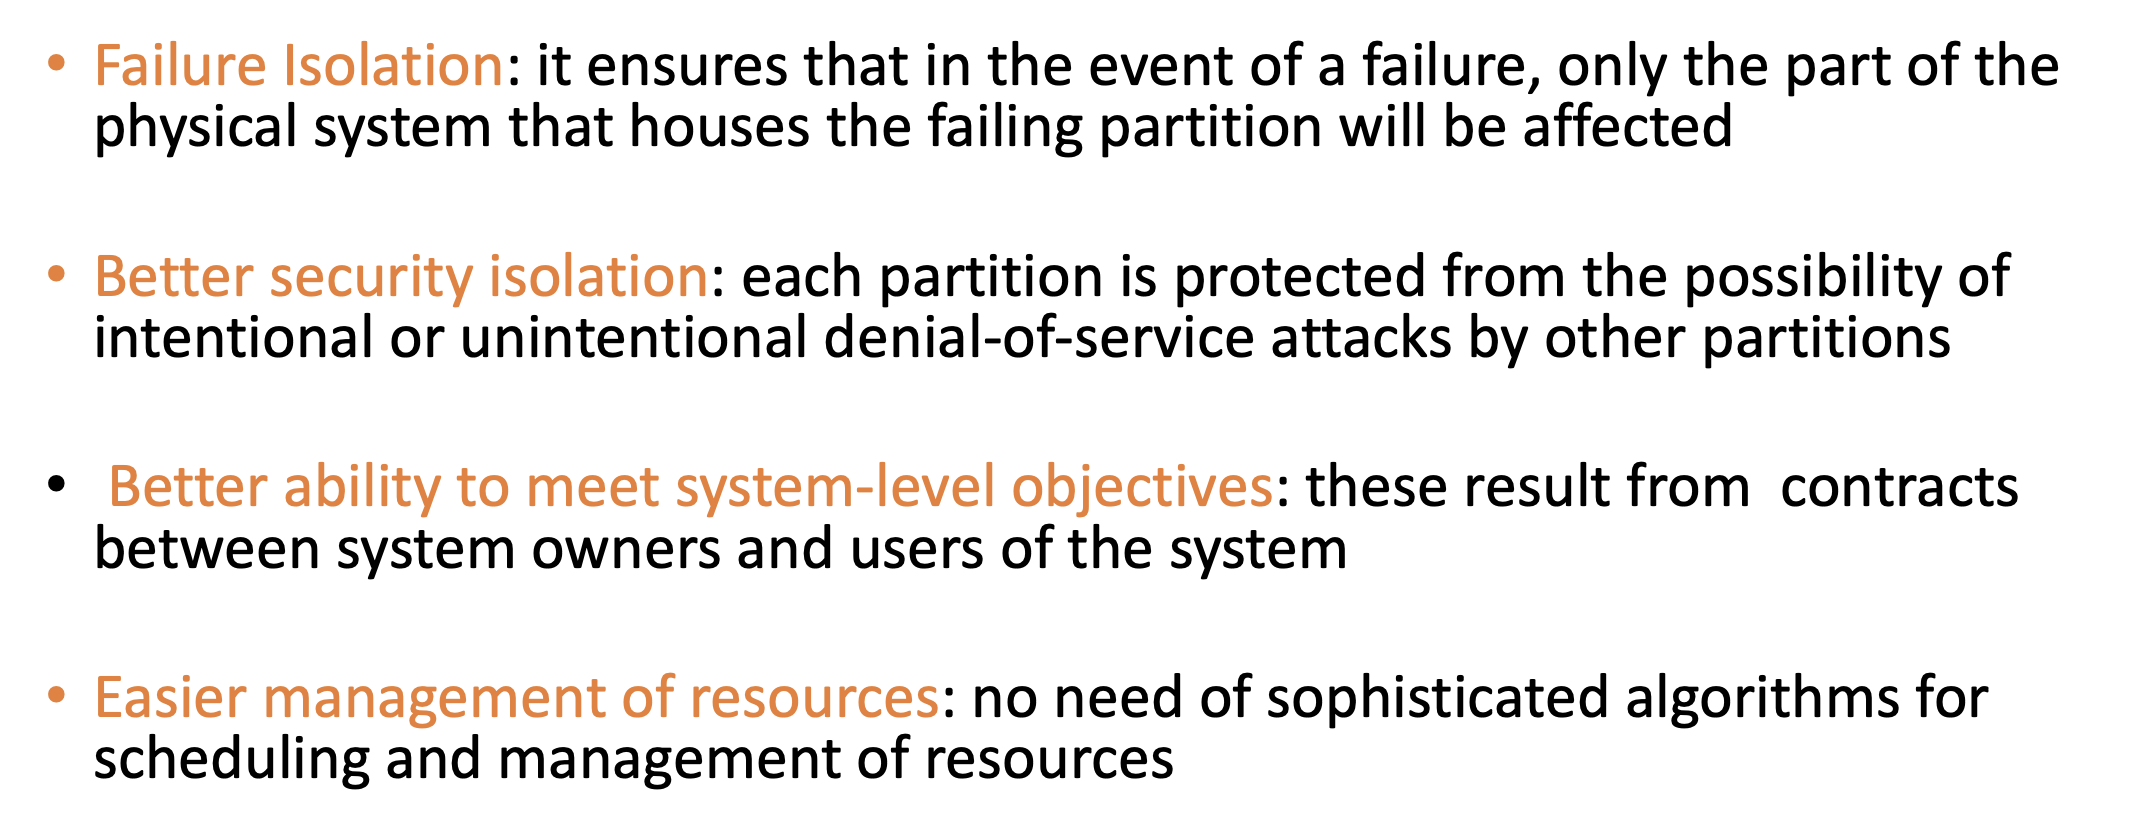 • Failure Isolation: it ensures that in the event of a failure, only the part of the
physical system that houses the failing partition will be affected
• Better security isolation: each partition is protected from the possibility of
intentional or unintentional denial-of-service attacks by other partitions
• Better ability to meet system-level objectives: these result from  contracts
between system owners and users of the system
• Easier management of resources: no need of sophisticated algorithms for
scheduling and management of resources